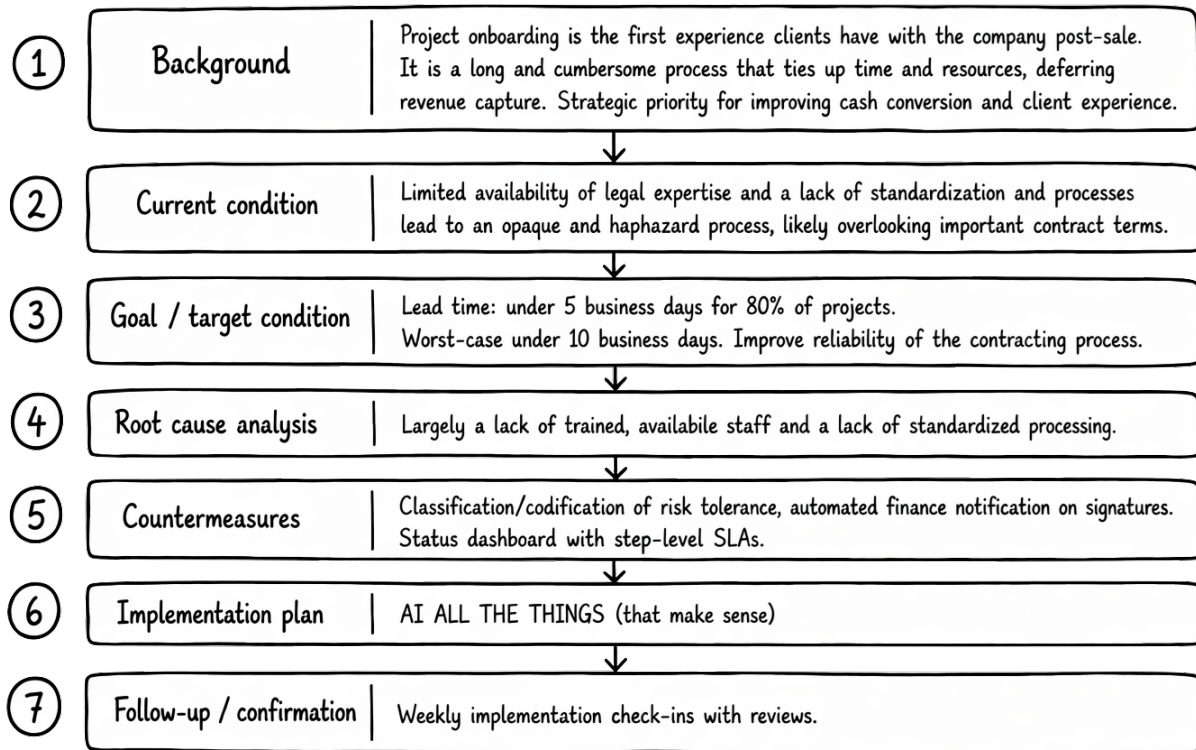 1
Background
Project onboarding is the first experience clients have with the company post-sale.
It is a long and cumbersome process that ties up time and resources, deferring
revenue capture. Strategic priority for improving cash conversion and client experience.
2
Current condition
Limited availability of legal expertise and a lack of standardization and processes
lead to an opaque and haphazard process, likely overlooking important contract terms.
3
Goal / target condition
Lead time: under 5 business days for 80% of projects.
Worst-case under 10 business days. Improve reliability of the contracting process.
4
Root cause analysis
Largely a lack of trained, availabile staff and a lack of standardized processing.
5
Countermeasures
Classification/codification of risk tolerance, automated finance notification on signatures.
Status dashboard with step-level SLAs.
6
Implementation plan
AI ALL THE THINGS (that make sense)
7
Follow-up / confirmation
Weekly implementation check-ins with reviews.